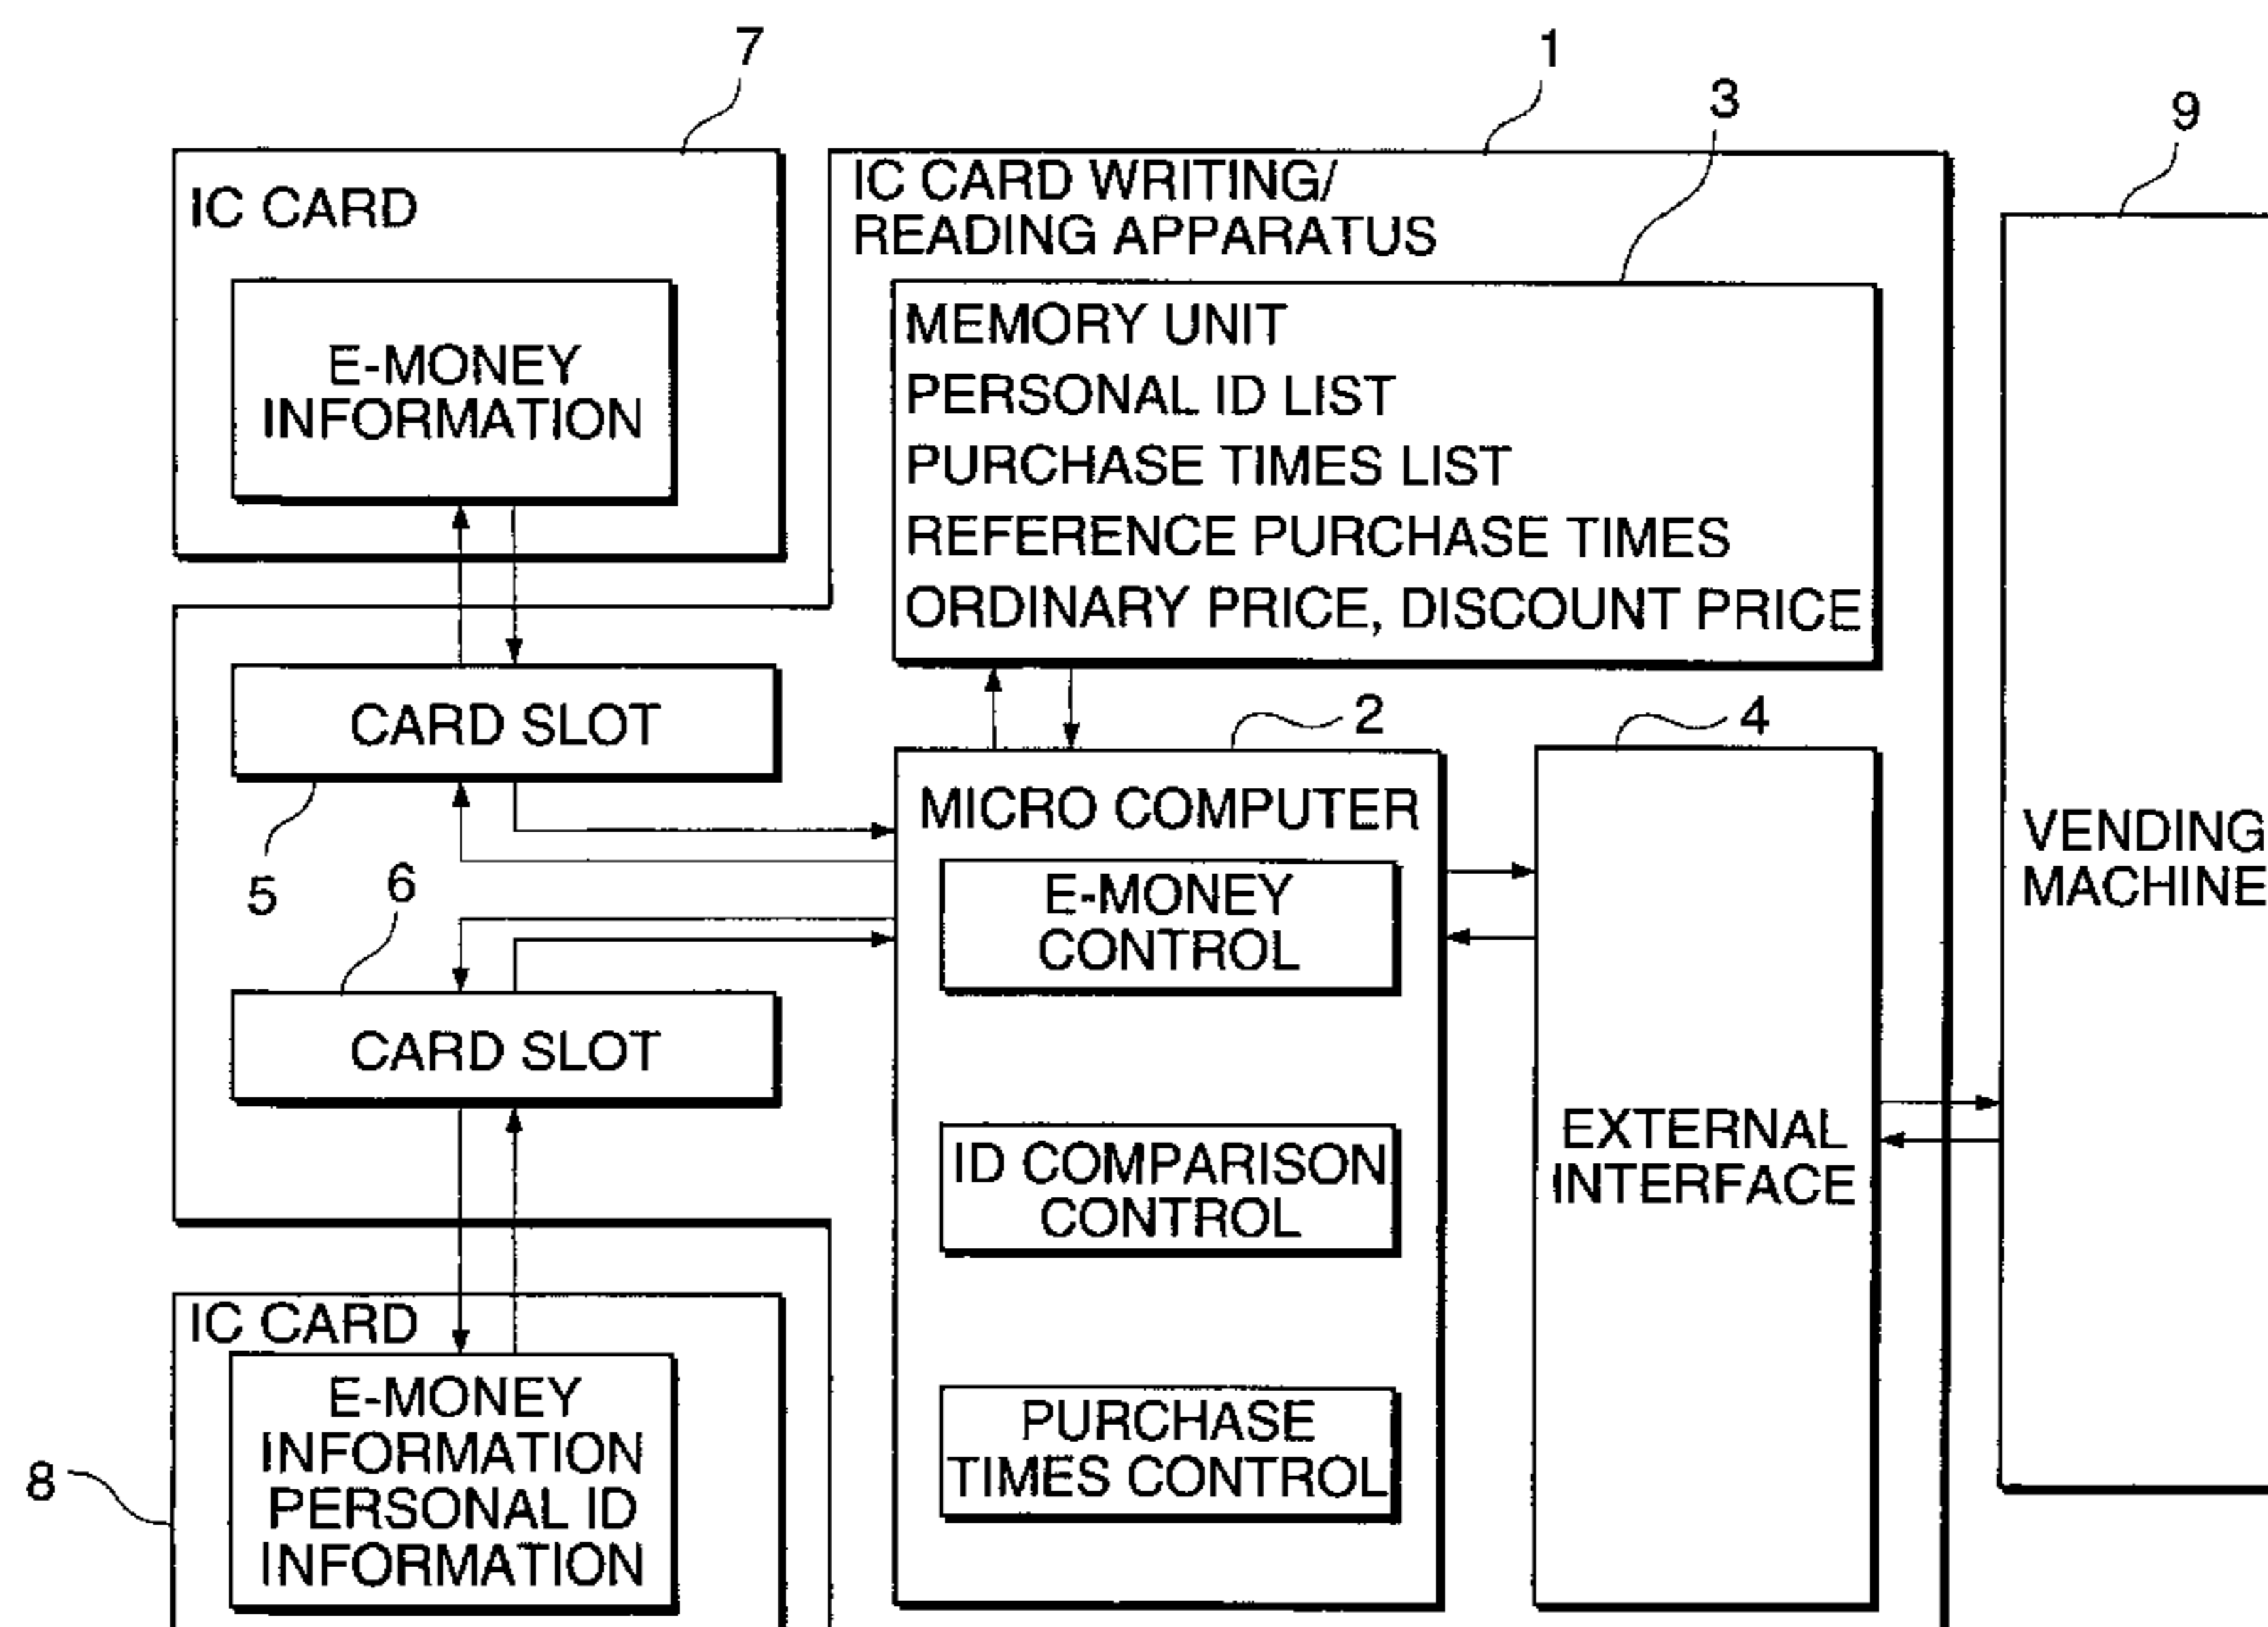 7
1
3
9
IC CARD
E-MONEY
INFORMATION
IC CARD WRITING/
READING APPARATUS
MEMORY UNIT
PERSONAL ID LIST
PURCHASE TIMES LIST
REFERENCE PURCHASE TIMES
ORDINARY PRICE, DISCOUNT PRICE
CARD SLOT
5
6
CARD SLOT
2
MICRO COMPUTER
E-MONEY
CONTROL
ID COMPARISON
CONTROL
PURCHASE
TIMES CONTROL
4
EXTERNAL
INTERFACE
VENDING
MACHINE
IC CARD
E-MONEY
INFORMATION
PERSONAL ID
INFORMATION
8